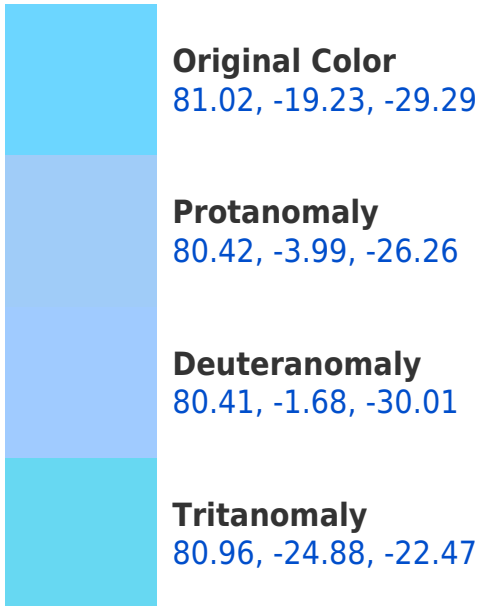 Original Color
81.02, -19.23, -29.29
Protanomaly
80.42, -3.99, -26.26
Deuteranomaly
80.41, -1.68, -30.01
Tritanomaly
80.96, -24.88, -22.47